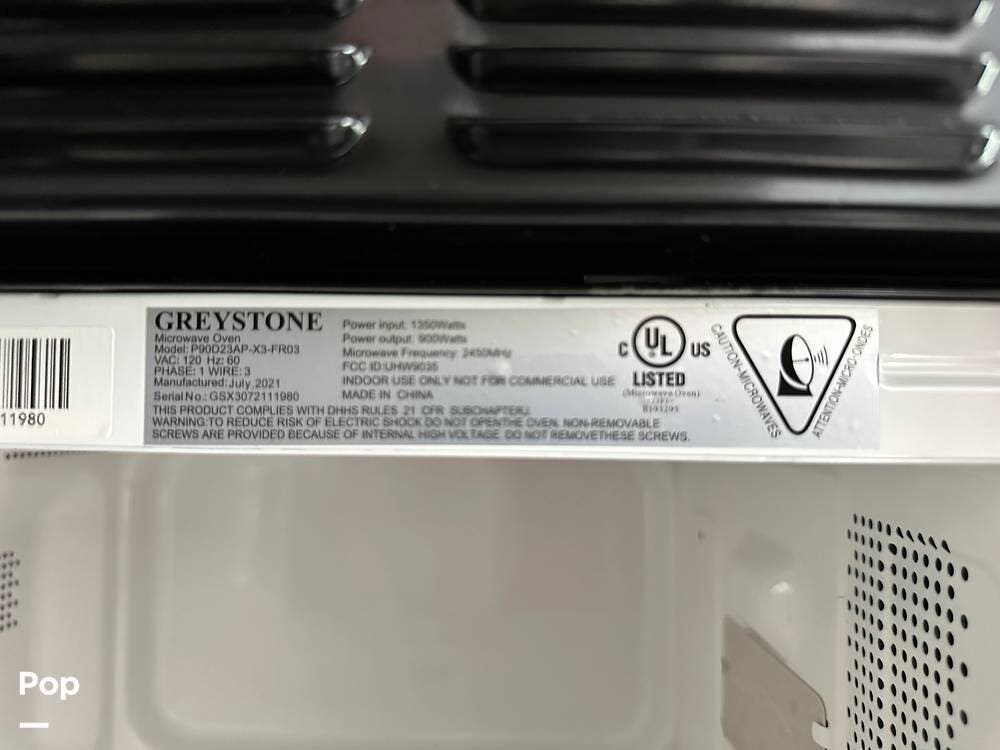 GREYSTONE
Microwave Oven
Model: P90D23AP-X3-FR03
VAC: 120 Hz: 60
PHASE: 1 WIRE: 3
Manufactured: July, 2021
Serial No.: GSX3072111980
Power input: 1350Watts
Power output: 900Watts
Microwave Frequency: 2450MHz
FCC ID:UHW9035
INDOOR USE ONLY NOT FOR COMMERCIAL USE
MADE IN CHINA
THIS PRODUCT COMPLIES WITH DHHS RULES 21 CFR SUBCHAPTERJ.
WARNING:TO REDUCE RISK OF ELECTRIC SHOCK DO NOT OPENTHE OVEN. NON-REMOVABLE
SCREWS ARE PROVIDED BECAUSE OF INTERNAL HIGH VOLTAGE. DO NOT REMOVETHESE SCREWS.
C UL US
LISTED
(Microwave Oven)
CAUTION-MICROWAVES
ATTENTION-MICRO-ONDES
11980
Pop